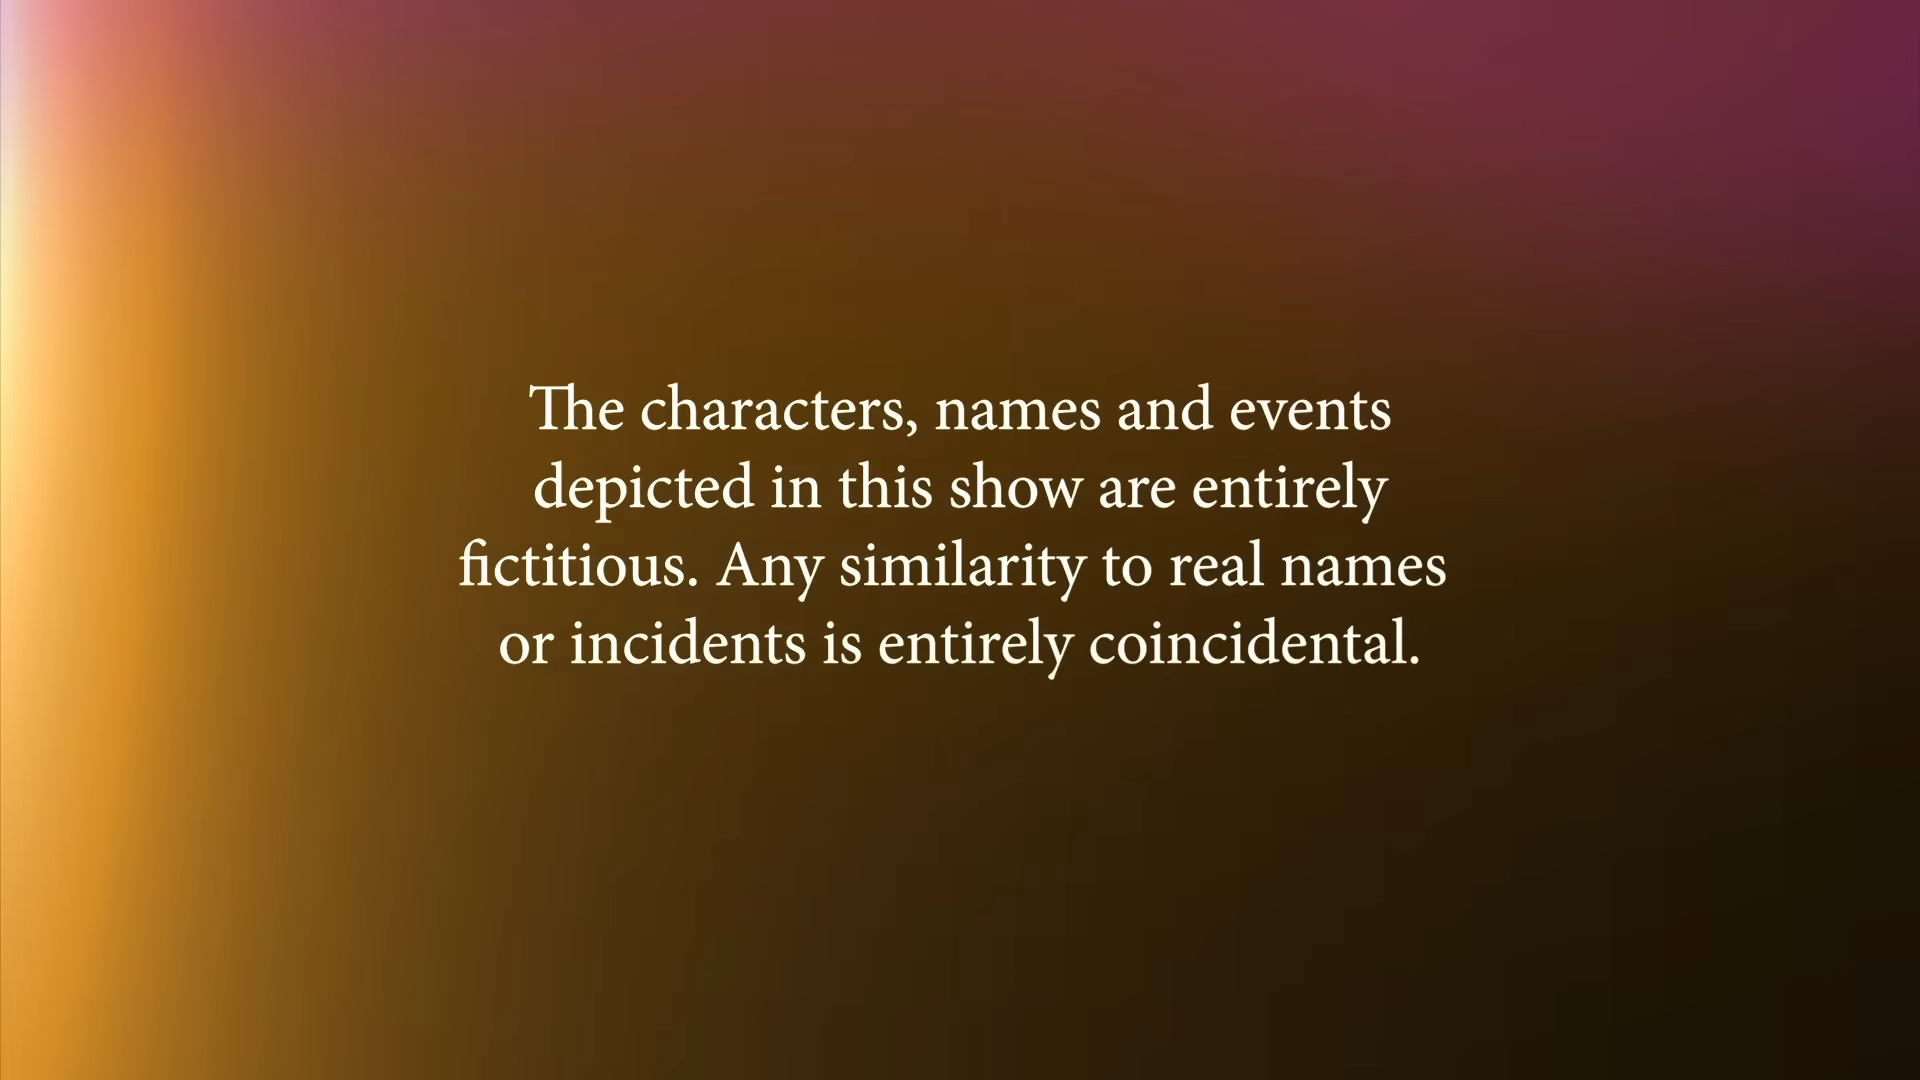 The characters, names and events
depicted in this show are entirely
fictitious. Any similarity to real names
or incidents is entirely coincidental.